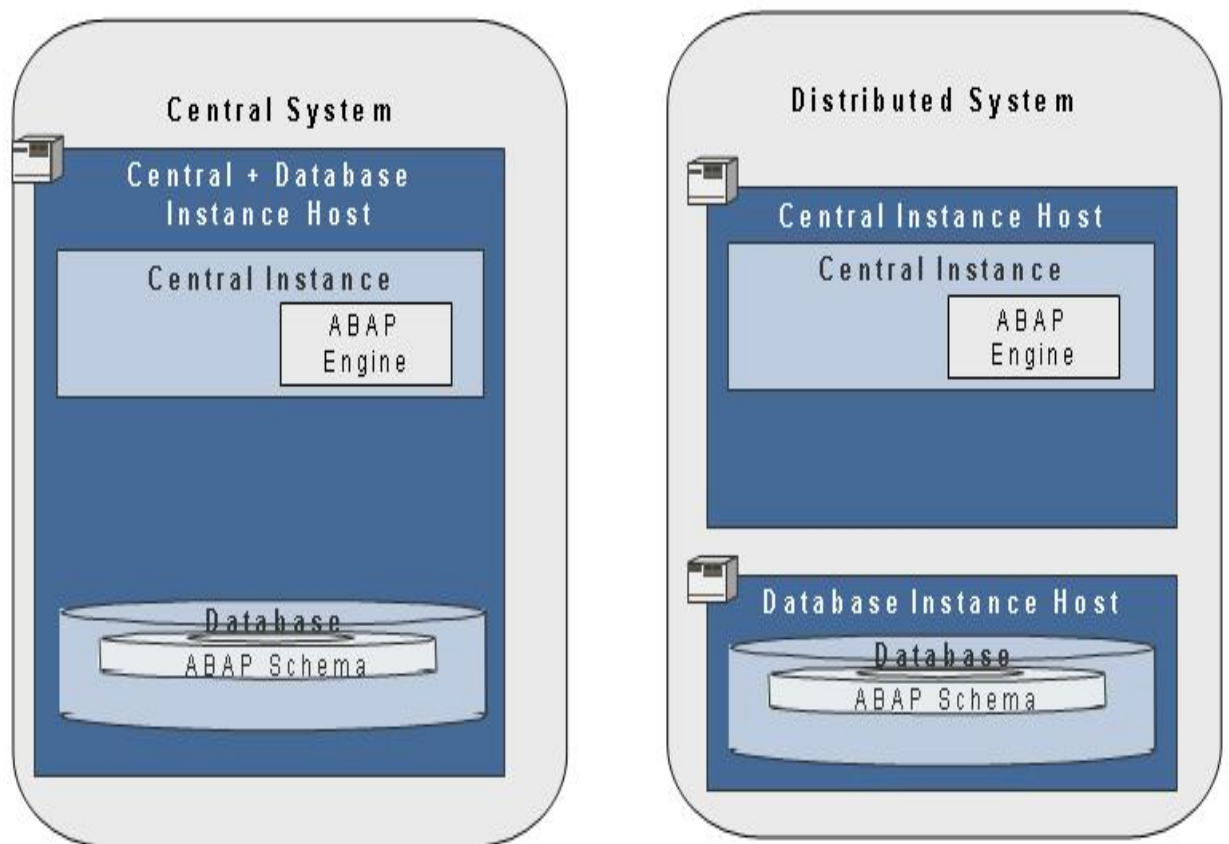 Central System
Central + Database
Instance Host
Central Instance
ABAP
Engine
Database
ABAP Schema
Distributed System
Central Instance Host
Central Instance
ABAP
Engine
Database Instance Host
Database
ABAP Schema